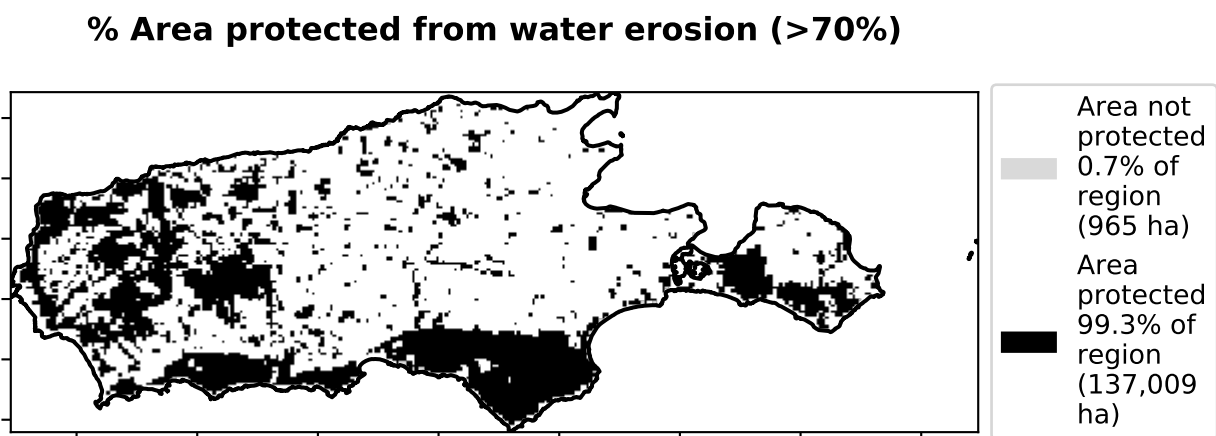 % Area protected from water erosion (>70%)
Area not
protected
0.7% of
region
(965 ha)
Area
protected
99.3% of
region
(137,009
ha)